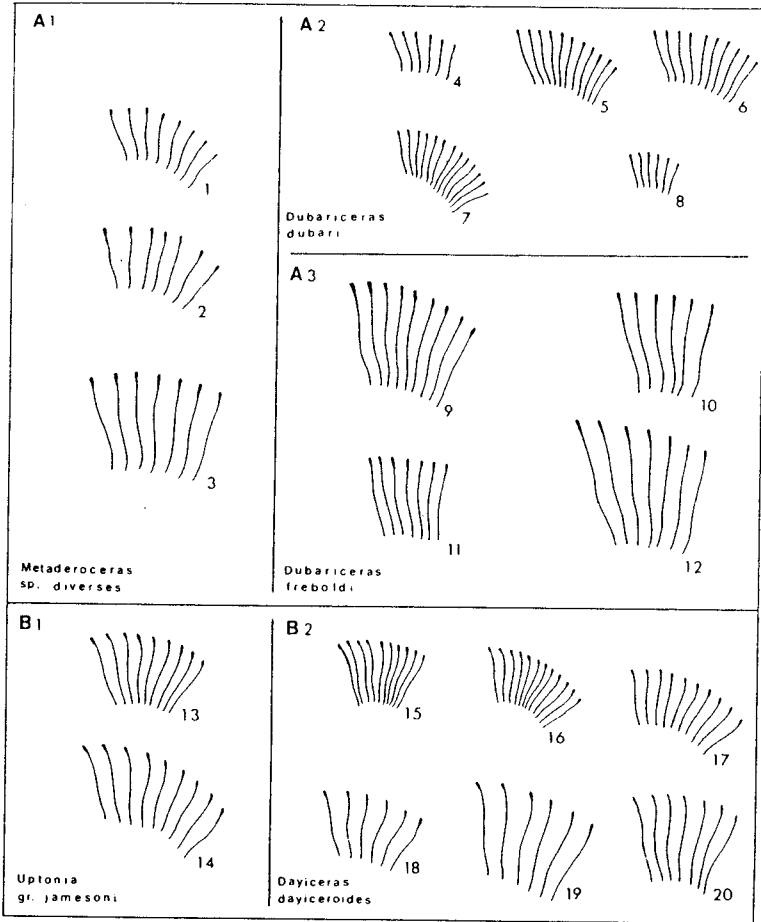 A1
1
2
3
Metaderoceras
sp. diverses
A2
4
5
6
7
8
Dubariceras
dubari
A3
9
10
11
12
Dubariceras
freboldi
B1
13
14
Uptonia
gr. jamesoni
B2
15
16
17
18
19
20
Dayiceras
dayiceroides